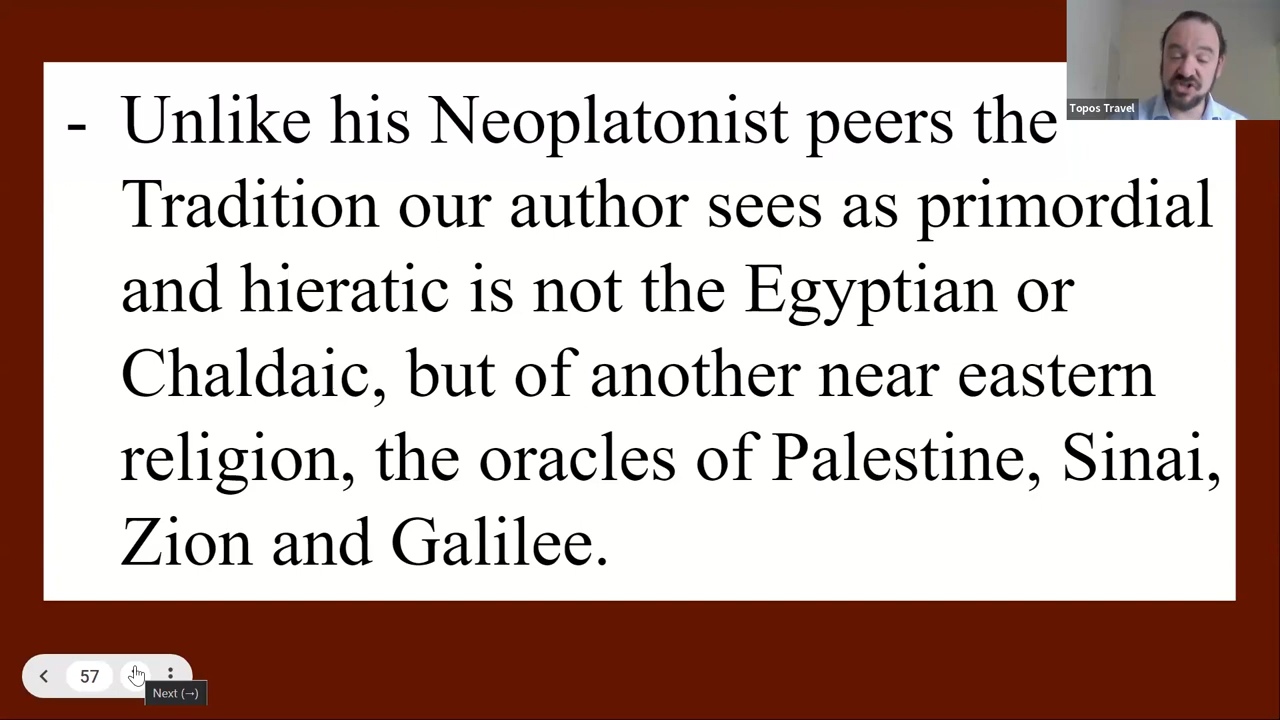 - Unlike his Neoplatonist peers the
Tradition our author sees as primordial
and hieratic is not the Egyptian or
Chaldaic, but of another near eastern
religion, the oracles of Palestine, Sinai,
Zion and Galilee.
Topos Travel
57
Next (→)